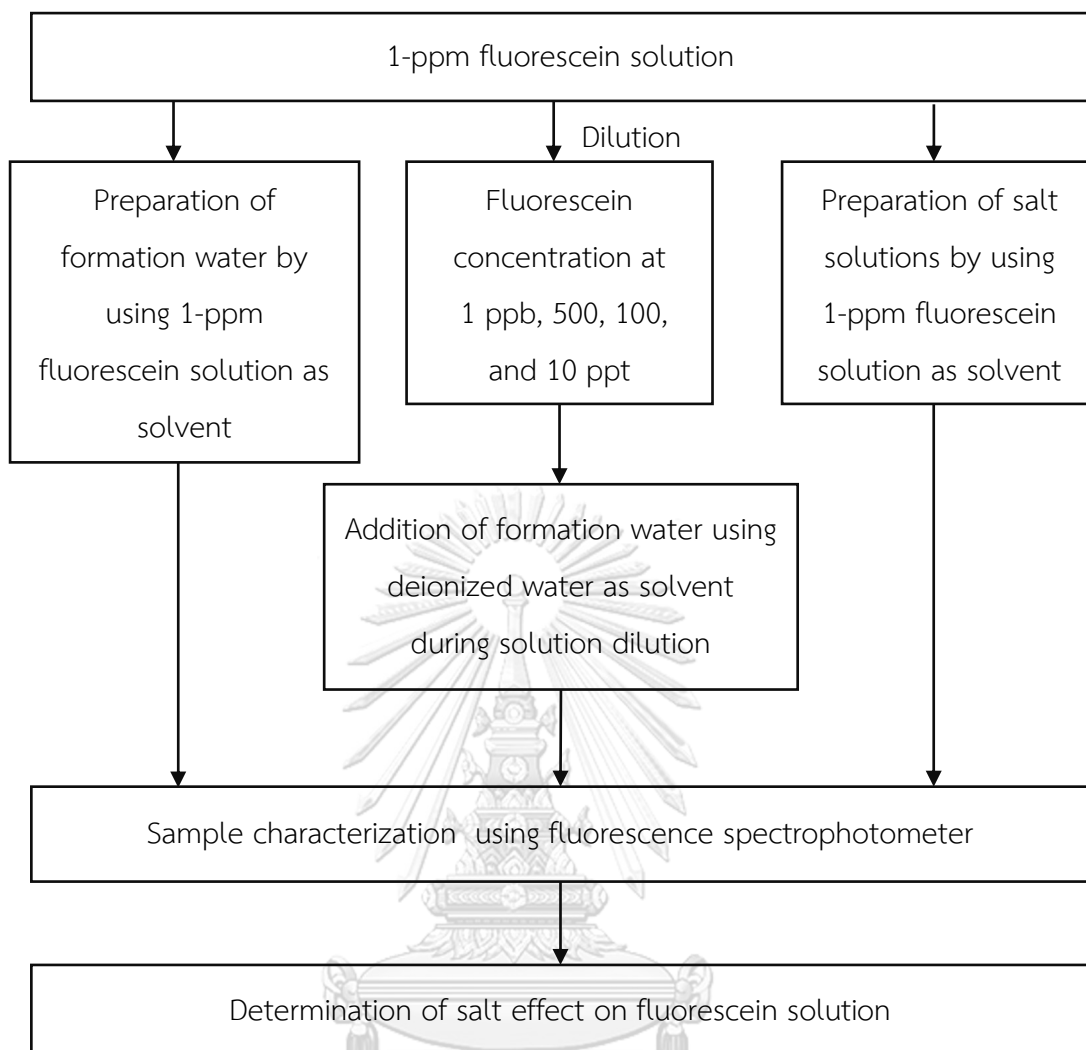 1-ppm fluorescein solution
Dilution
Preparation of
formation water by
using 1-ppm
fluorescein solution as
solvent
Fluorescein
concentration at
1 ppb, 500, 100,
and 10 ppt
Preparation of salt
solutions by using
1-ppm fluorescein
solution as solvent
Addition of formation water using
deionized water as solvent
during solution dilution
Sample characterization using fluorescence spectrophotometer
Determination of salt effect on fluorescein solution